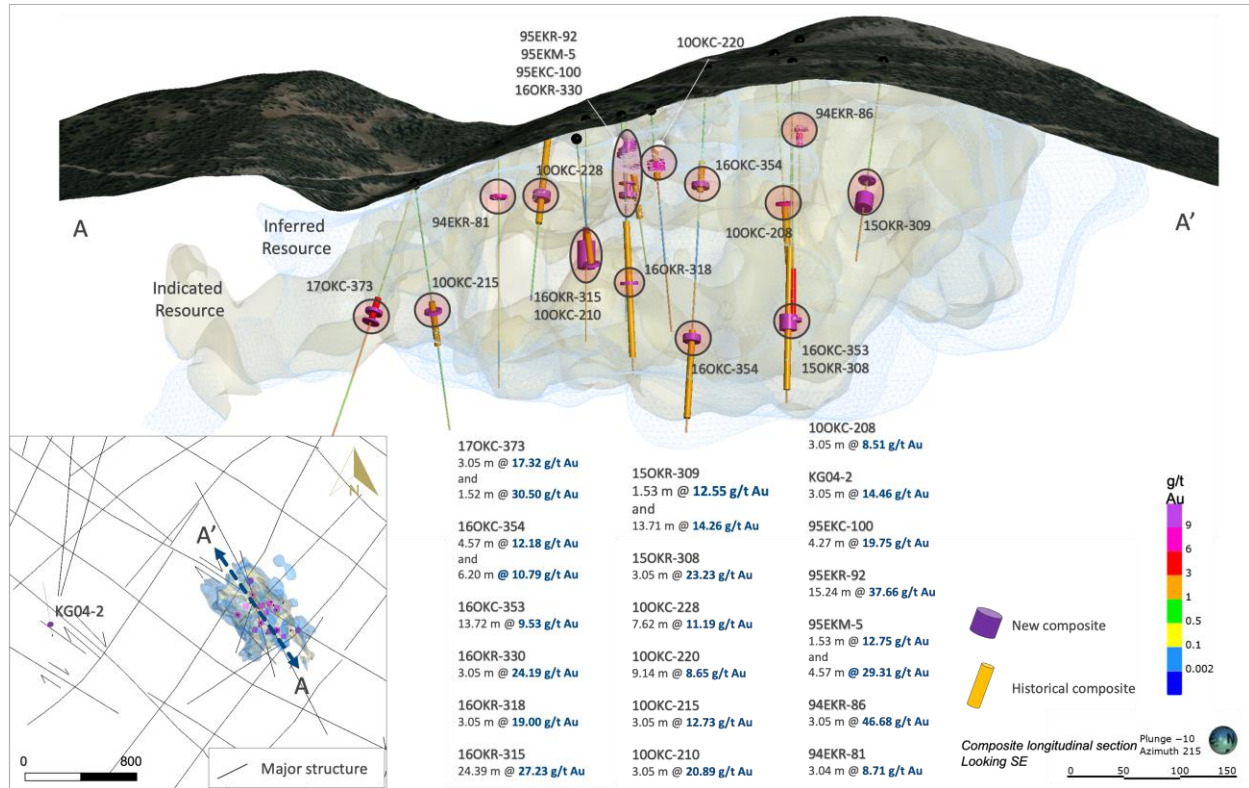 95EKR-92
95EKM-5
95EKC-100
16OKR-330
10OKC-220
94EKR-86
10OKC-228
16OKC-354
A
A’
94EKR-81
10OKC-208
15OKR-309
Inferred
Resource
Indicated
Resource
17OKC-373
10OKC-215
16OKR-318
16OKR-315
10OKC-210
16OKC-354
16OKC-353
15OKR-308
17OKC-373
3.05 m @ 17.32 g/t Au
and
1.52 m @ 30.50 g/t Au
16OKC-354
4.57 m @ 12.18 g/t Au
and
6.20 m @ 10.79 g/t Au
16OKC-353
13.72 m @ 9.53 g/t Au
16OKR-330
3.05 m @ 24.19 g/t Au
16OKR-318
3.05 m @ 19.00 g/t Au
16OKR-315
24.39 m @ 27.23 g/t Au
15OKR-309
1.53 m @ 12.55 g/t Au
and
13.71 m @ 14.26 g/t Au
15OKR-308
3.05 m @ 23.23 g/t Au
10OKC-228
7.62 m @ 11.19 g/t Au
10OKC-220
9.14 m @ 8.65 g/t Au
10OKC-215
3.05 m @ 12.73 g/t Au
10OKC-210
3.05 m @ 20.89 g/t Au
10OKC-208
3.05 m @ 8.51 g/t Au
KG04-2
3.05 m @ 14.46 g/t Au
95EKC-100
4.27 m @ 19.75 g/t Au
95EKR-92
15.24 m @ 37.66 g/t Au
95EKM-5
1.53 m @ 12.75 g/t Au
and
4.57 m @ 29.31 g/t Au
94EKR-86
3.05 m @ 46.68 g/t Au
94EKR-81
3.04 m @ 8.71 g/t Au
N
A’
KG04-2
A
0 800
Major structure
g/t
Au
9
6
3
1
0.5
0.1
0.002
New composite
Historical composite
Composite longitudinal section
Looking SE
Plunge −10
Azimuth 215
0 50 100 150